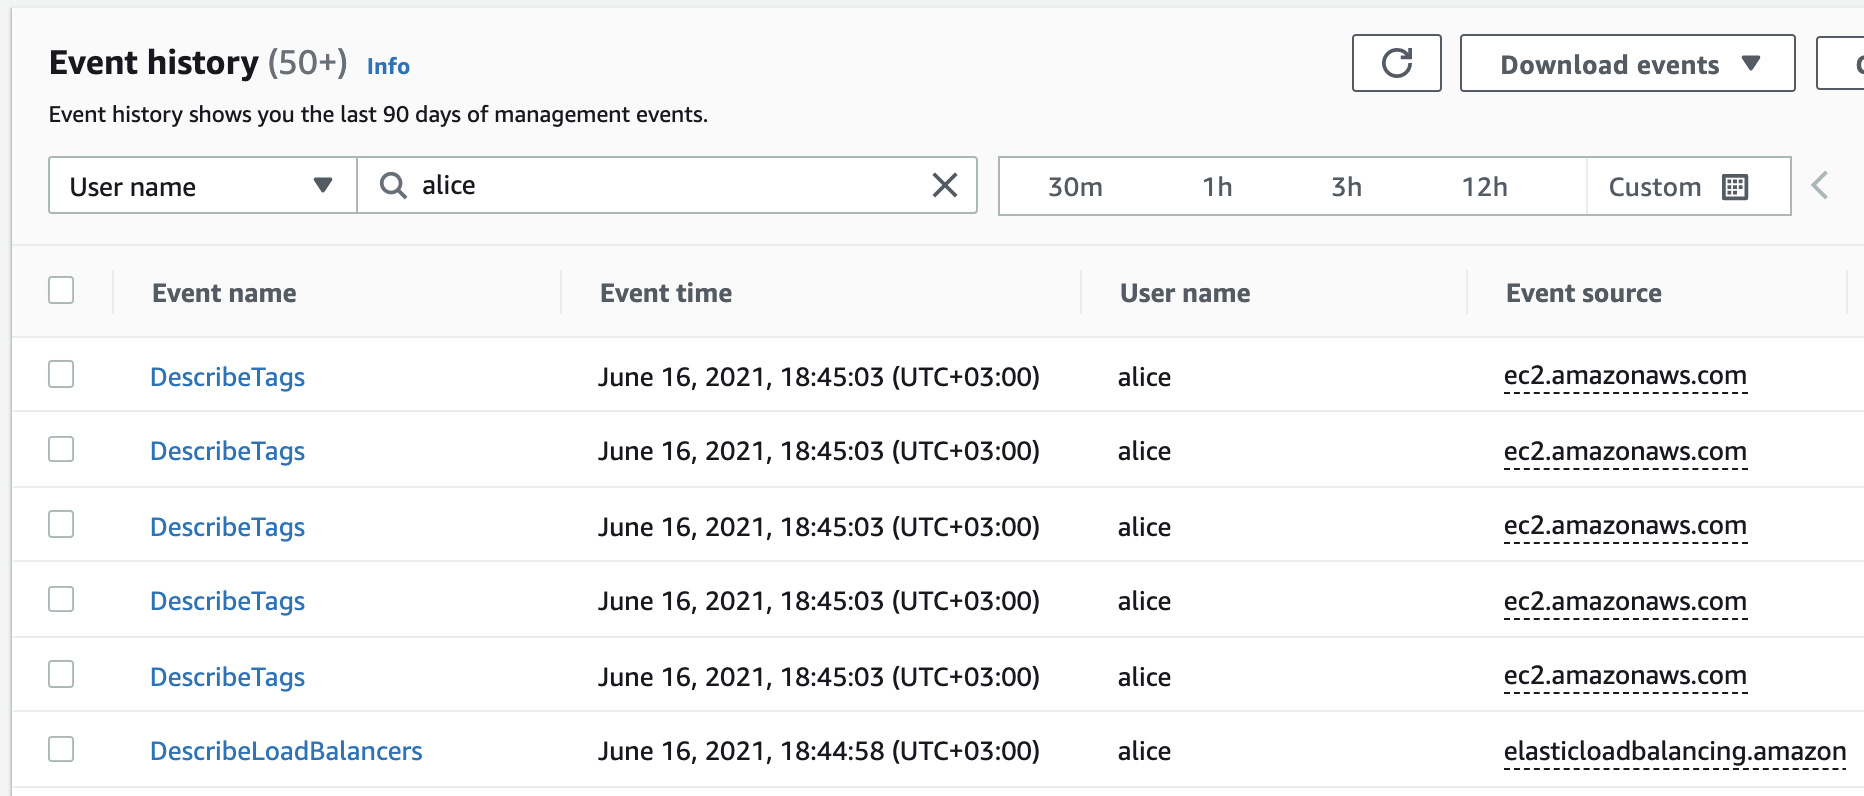 Event history (50+) Info
Download events
Event history shows you the last 90 days of management events.
User name alice 30m 1h 3h 12h Custom
Event name Event time User name Event source
DescribeTags June 16, 2021, 18:45:03 (UTC+03:00) alice ec2.amazonaws.com
DescribeTags June 16, 2021, 18:45:03 (UTC+03:00) alice ec2.amazonaws.com
DescribeTags June 16, 2021, 18:45:03 (UTC+03:00) alice ec2.amazonaws.com
DescribeTags June 16, 2021, 18:45:03 (UTC+03:00) alice ec2.amazonaws.com
DescribeTags June 16, 2021, 18:45:03 (UTC+03:00) alice ec2.amazonaws.com
DescribeLoadBalancers June 16, 2021, 18:44:58 (UTC+03:00) alice elasticloadbalancing.amazon